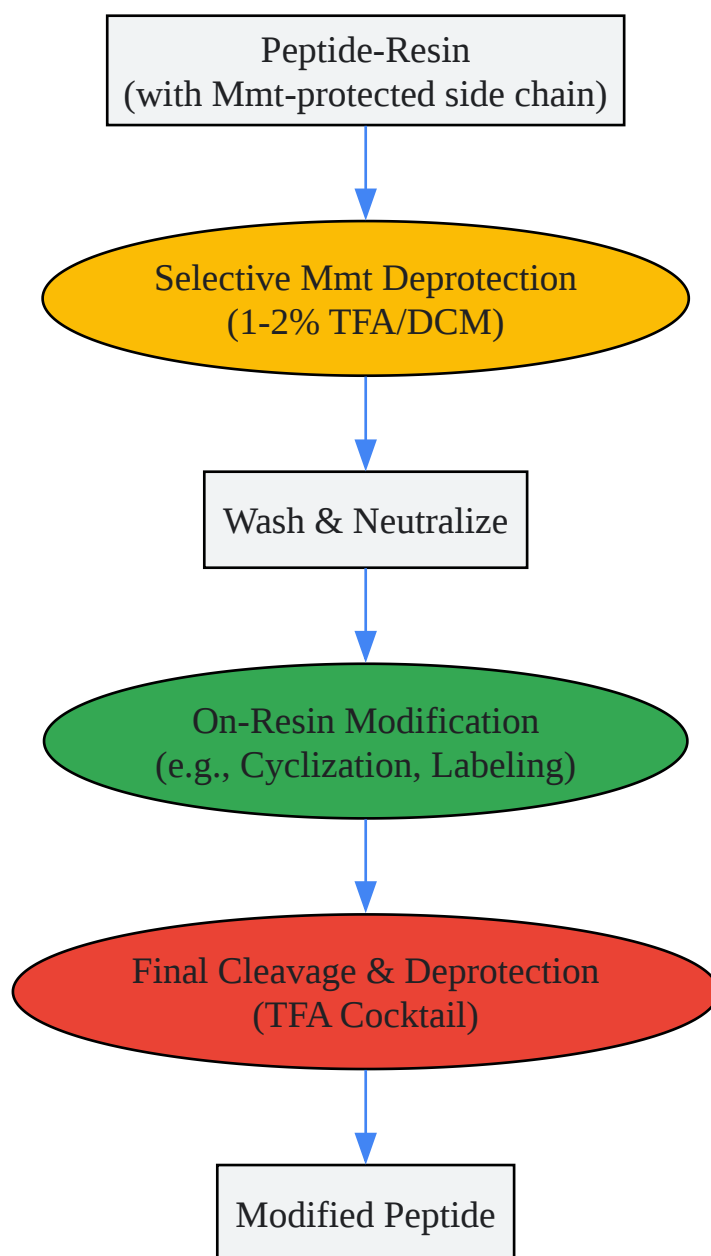 Peptide-Resin
(with Mmt-protected side chain)
Selective Mmt Deprotection
(1-2% TFA/DCM)
Wash & Neutralize
On-Resin Modification
(e.g., Cyclization, Labeling)
Final Cleavage & Deprotection
(TFA Cocktail)
Modified Peptide